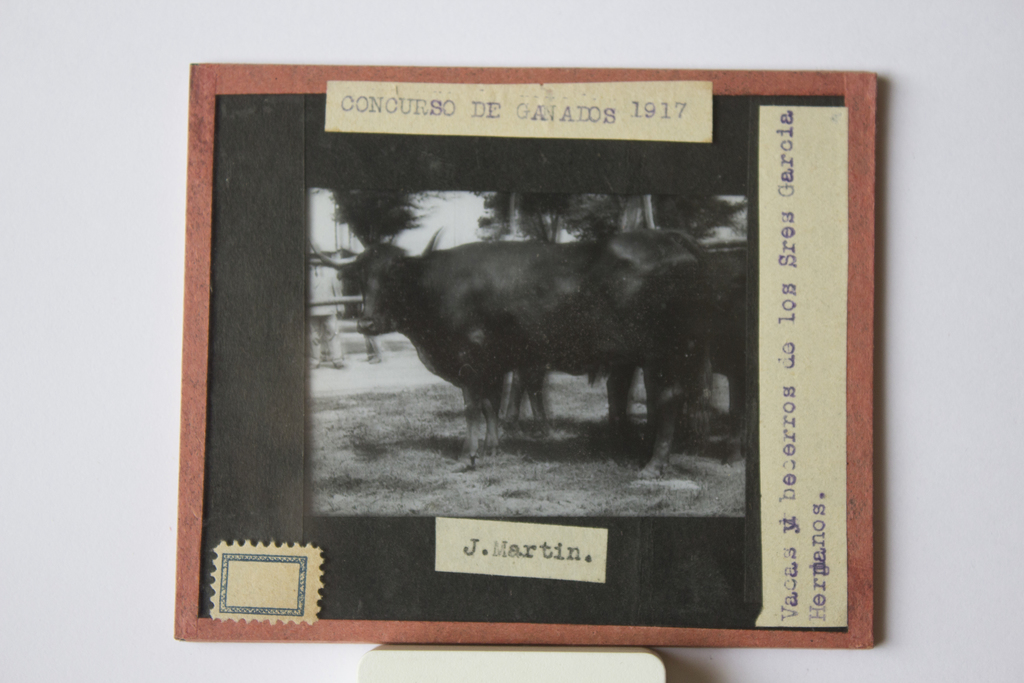 CONCURSO DE GANADOS 1917
Vacas y becerros de los Sres Garcia
Hermanos.
J.Martin.